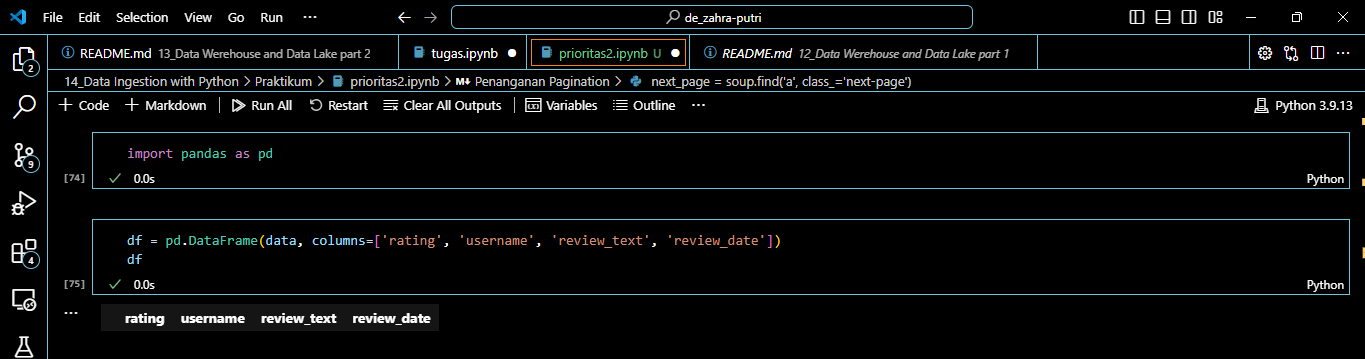 File Edit Selection View Go Run ··· ← → de_zahra-putri
README.md 13_Data Werehouse and Data Lake part 2 tugas.ipynb ● prioritas2.ipynb U ● README.md 12_Data Werehouse and Data Lake part 1 ···
14_Data Ingestion with Python > Praktikum > prioritas2.ipynb > M↓ Penanganan Pagination > next_page = soup.find('a', class_='next-page')
+ Code + Markdown Run All Restart Clear All Outputs Variables Outline ··· Python 3.9.13
import pandas as pd
[74] ✓ 0.0s Python
df = pd.DataFrame(data, columns=['rating', 'username', 'review_text', 'review_date'])
df
[75] ✓ 0.0s Python
··· rating username review_text review_date
2
9
4